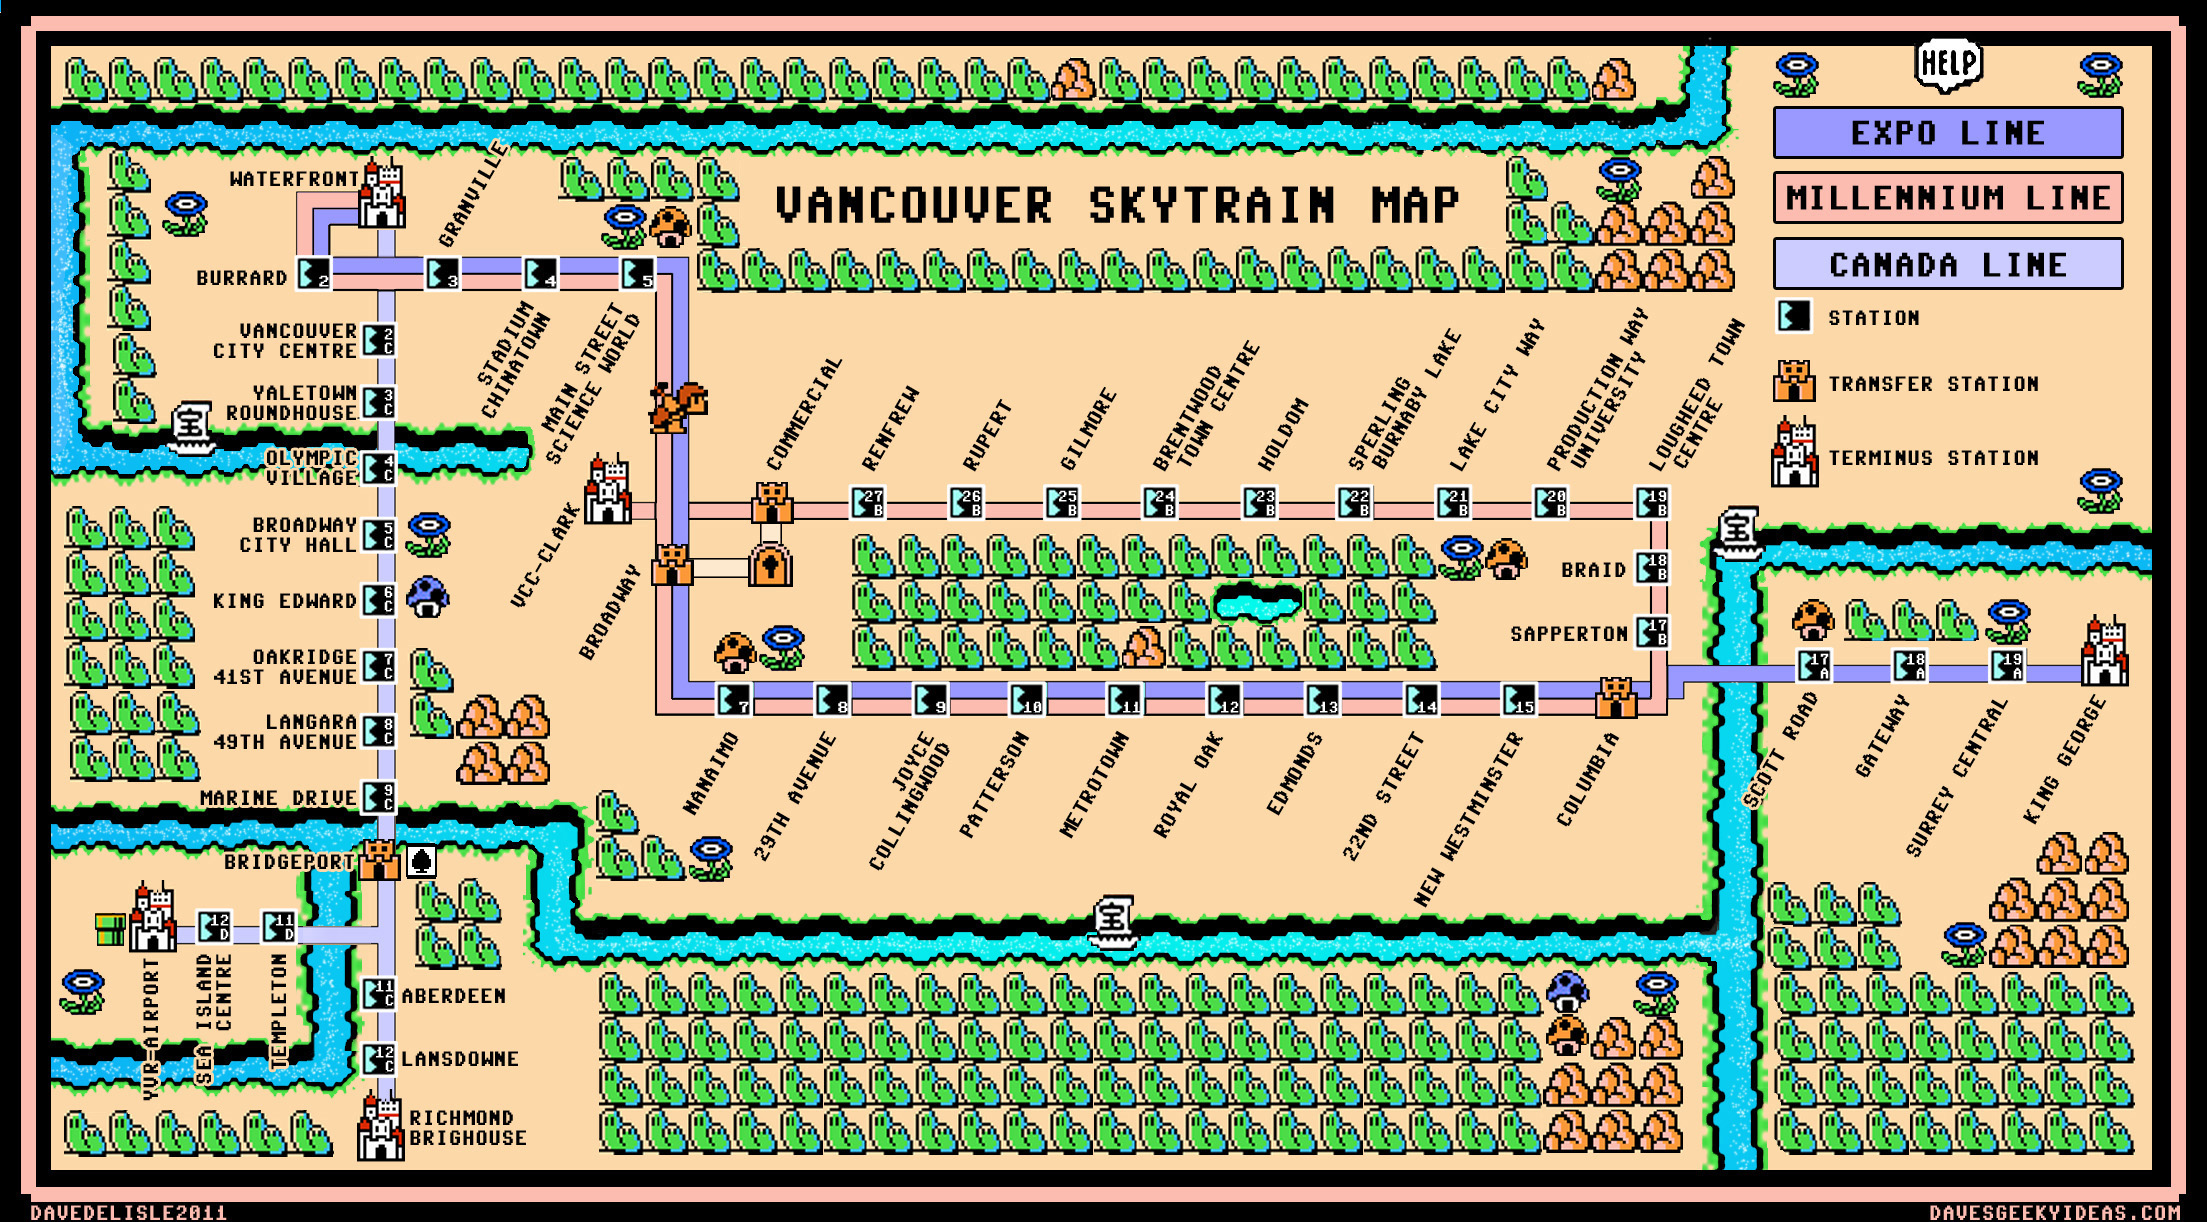 HELP
EXPO LINE
MILLENNIUM LINE
CANADA LINE
STATION
TRANSFER STATION
TERMINUS STATION
VANCOUVER SKYTRAIN MAP
WATERFRONT
BURRARD
2
GRANVILLE
3
STADIUM
CHINATOWN
4
MAIN STREET
SCIENCE WORLD
5
VANCOUVER
CITY CENTRE
2
C
YALETOWN
ROUNDHOUSE
3
C
宝
OLYMPIC
VILLAGE
4
C
BROADWAY
CITY HALL
5
C
KING EDWARD
6
C
OAKRIDGE
41ST AVENUE
7
C
LANGARA
49TH AVENUE
8
C
MARINE DRIVE
9
C
BRIDGEPORT
YVR-AIRPORT
SEA ISLAND
CENTRE
12
D
TEMPLETON
11
D
11
C
ABERDEEN
12
C
LANSDOWNE
RICHMOND
BRIGHOUSE
VCC-CLARK
BROADWAY
COMMERCIAL
RENFREW
27
B
RUPERT
26
B
GILMORE
25
B
BRENTWOOD
TOWN CENTRE
24
B
HOLDOM
23
B
SPERLING
BURNABY LAKE
22
B
LAKE CITY WAY
21
B
PRODUCTION WAY
UNIVERSITY
20
B
LOUGHEED TOWN
CENTRE
19
B
BRAID
18
B
SAPPERTON
17
B
宝
7
NANAIMO
8
29TH AVENUE
9
JOYCE
COLLINGWOOD
10
PATTERSON
11
METROTOWN
12
ROYAL OAK
13
EDMONDS
14
22ND STREET
15
NEW WESTMINSTER
COLUMBIA
17
A
SCOTT ROAD
18
A
GATEWAY
19
A
SURREY CENTRAL
KING GEORGE
宝
DAVEDELISLE2011
DAVESGEEKYIDEAS.COM